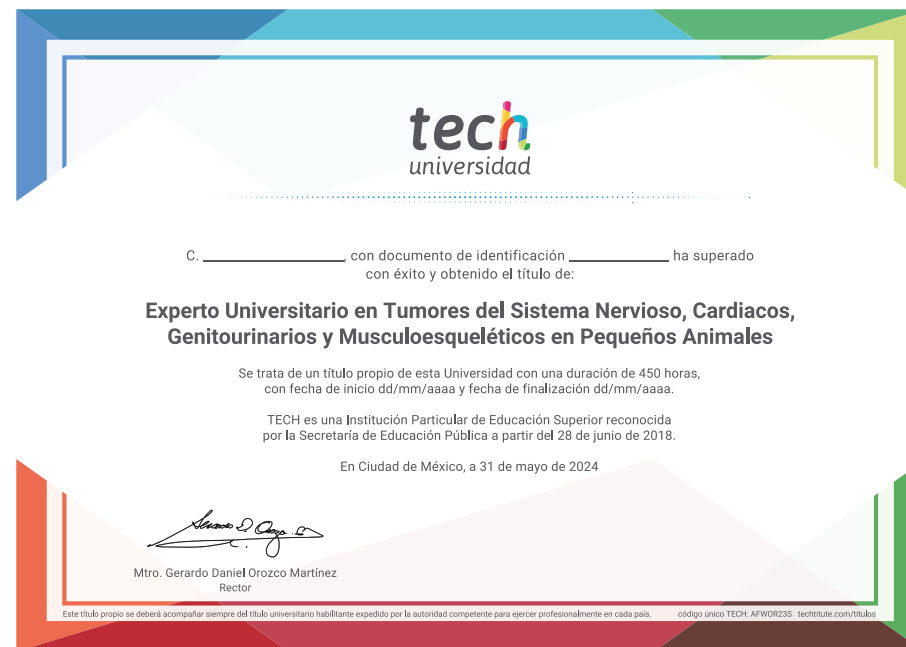 tech
universidad
C. ____________________, con documento de identificación ______________ ha superado
con éxito y obtenido el título de:
Experto Universitario en Tumores del Sistema Nervioso, Cardiacos,
Genitourinarios y Musculoesqueléticos en Pequeños Animales
Se trata de un título propio de esta Universidad con una duración de 450 horas,
con fecha de inicio dd/mm/aaaa y fecha de finalización dd/mm/aaaa.
TECH es una Institución Particular de Educación Superior reconocida
por la Secretaría de Educación Pública a partir del 28 de junio de 2018.
En Ciudad de México, a 31 de mayo de 2024
Mtro. Gerardo Daniel Orozco Martínez
Rector
Este título propio se deberá acompañar siempre del título universitario habilitante expedido por la autoridad competente para ejercer profesionalmente en cada país. código único TECH: AFWOR23S techtitute.com/titulos